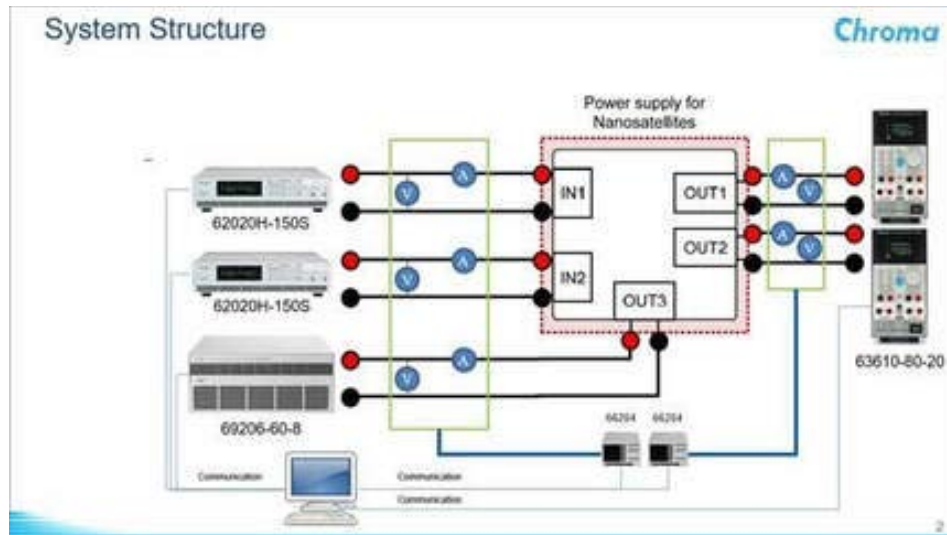 System Structure
Chroma
Power supply for
Nanosatellites
62020H-150S
IN1
OUT1
A
V
A
V
62020H-150S
IN2
OUT2
A
V
A
V
OUT3
69206-60-8
A
V
63610-80-20
66204
66204
Communication
Communication
Communication
2